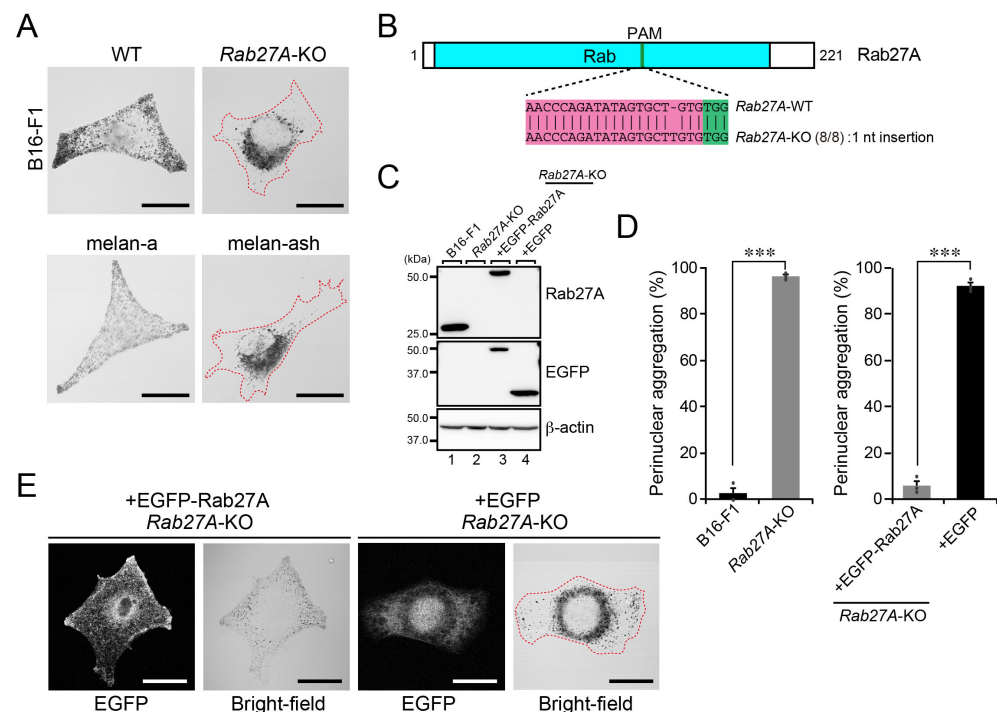 A
WT
Rab27A-KO
B16-F1
melan-a
melan-ash
B
PAM
1
Rab
221
Rab27A
AACCCAGATATAGTGCT-GTGTGG
Rab27A-WT
AACCCAGATATAGTGCTTGTGTGG
Rab27A-KO (8/8) :1 nt insertion
C
Rab27A-KO
B16-F1
Rab27A-KO
+EGFP-Rab27A
+EGFP
(kDa)
50.0
25.0
Rab27A
50.0
37.0
EGFP
50.0
37.0
β-actin
1 2 3 4
D
Perinuclear aggregation (%)
100
80
60
40
20
0
***
B16-F1
Rab27A-KO
Perinuclear aggregation (%)
100
80
60
40
20
0
***
+EGFP-Rab27A
+EGFP
Rab27A-KO
E
+EGFP-Rab27A
Rab27A-KO
+EGFP
Rab27A-KO
EGFP
Bright-field
EGFP
Bright-field